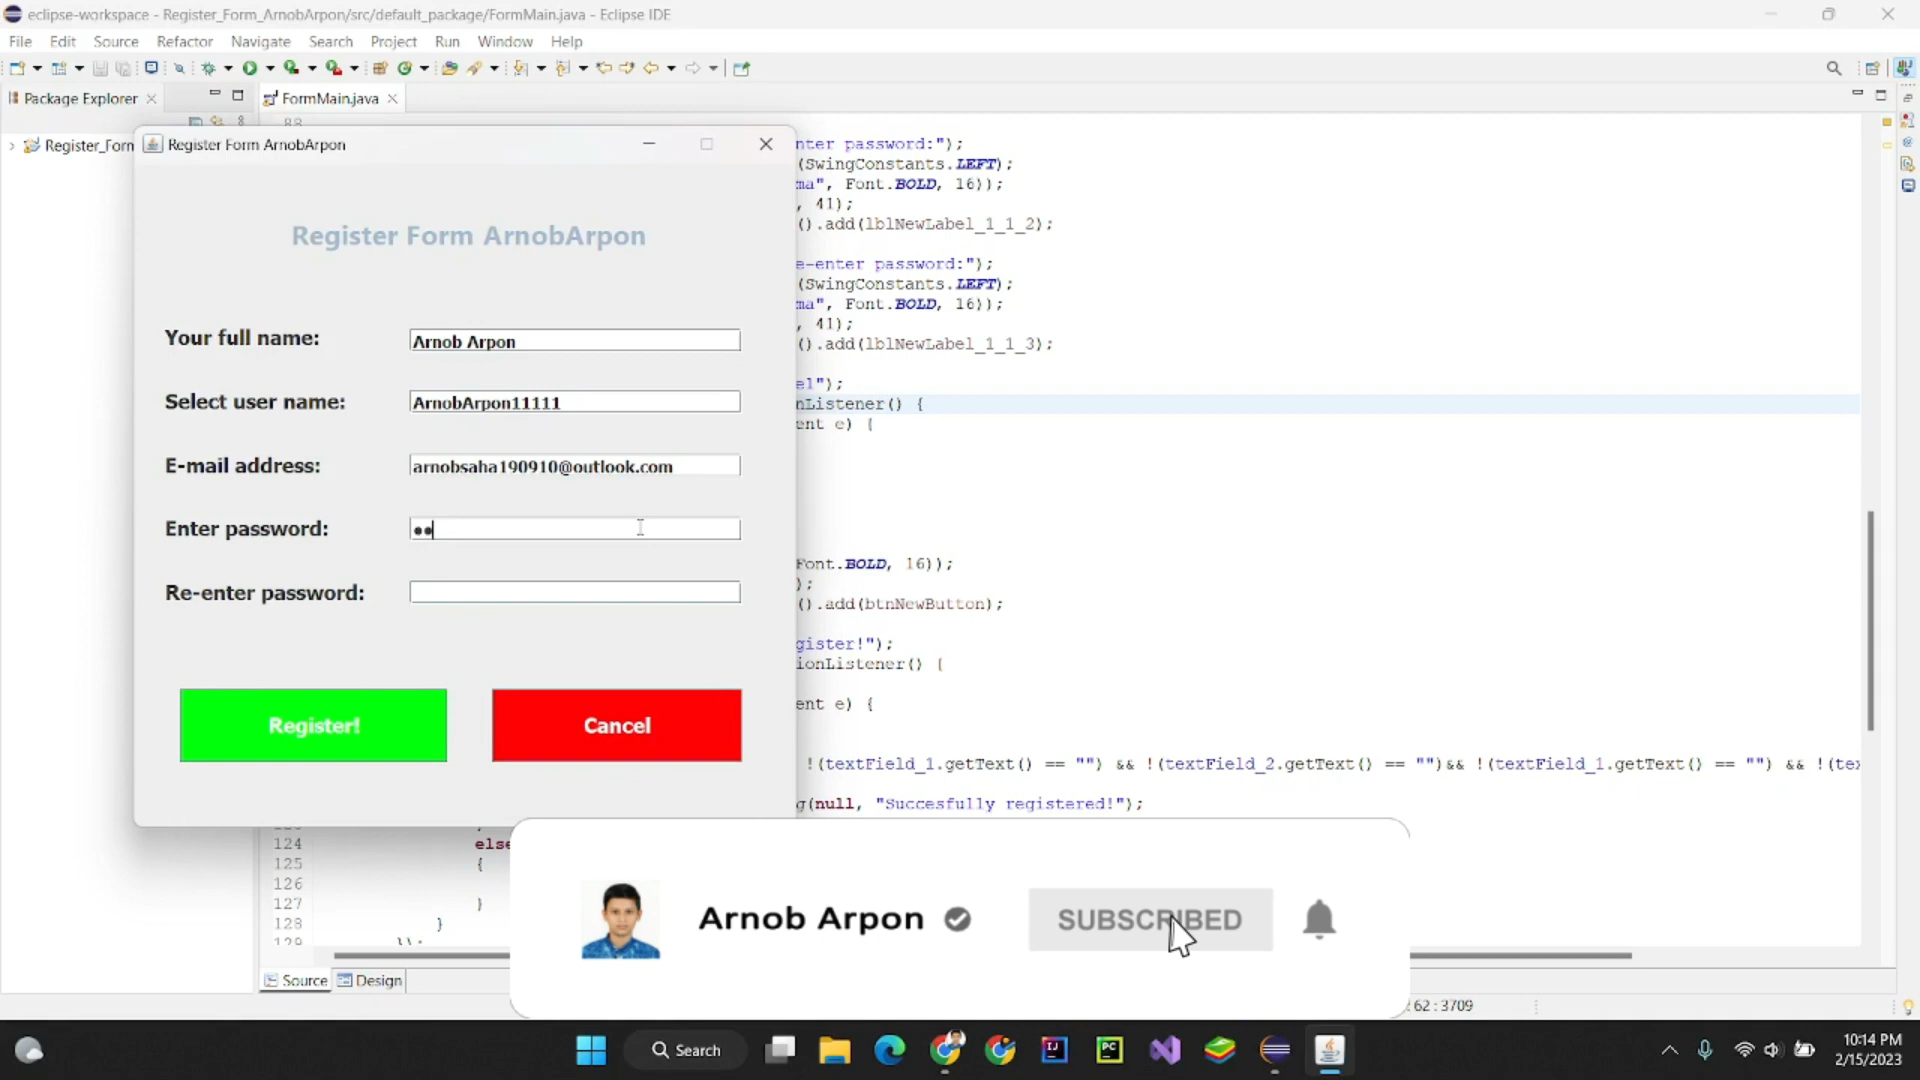 eclipse-workspace - Register_Form_ArnobArpon/src/default_package/FormMain.java - Eclipse IDE
File Edit Source Refactor Navigate Search Project Run Window Help
Package Explorer
FormMain.java
88
Register_Form
Register Form ArnobArpon
Register Form ArnobArpon
Your full name: Arnob Arpon
Select user name: ArnobArpon11111
E-mail address: arnobsaha190910@outlook.com
Enter password:
Re-enter password:
Register! Cancel
nter password:");
(SwingConstants.LEFT);
ma", Font.BOLD, 16));
, 41);
().add(lblNewLabel_1_1_2);
e-enter password:");
(SwingConstants.LEFT);
ma", Font.BOLD, 16));
, 41);
().add(lblNewLabel_1_1_3);
el");
nListener() {
ent e) {
Font.BOLD, 16));
);
().add(btnNewButton);
gister!");
ionListener() {
ent e) {
!(textField_1.getText() == "") && !(textField_2.getText() == "")&& !(textField_1.getText() == "") && !(tex
g(null, "Succesfully registered!");
124 else
125 {
126
127 }
128 }
129 });
Arnob Arpon SUBSCRIBED
Source Design
: 62 : 3709
Search
10:14 PM
2/15/2023